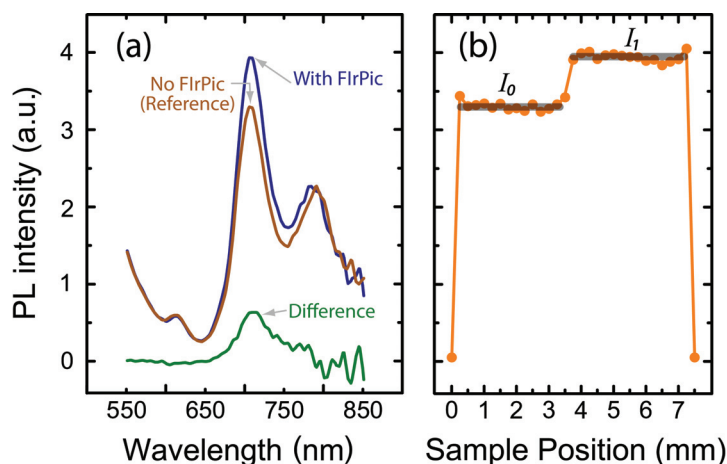 (a)
(b)
I1
No FIrPic
(Reference)
With FIrPic
I0
Difference
PL intensity (a.u.)
4
3
2
1
0
550 650 750 850
0 1 2 3 4 5 6 7
Wavelength (nm)
Sample Position (mm)